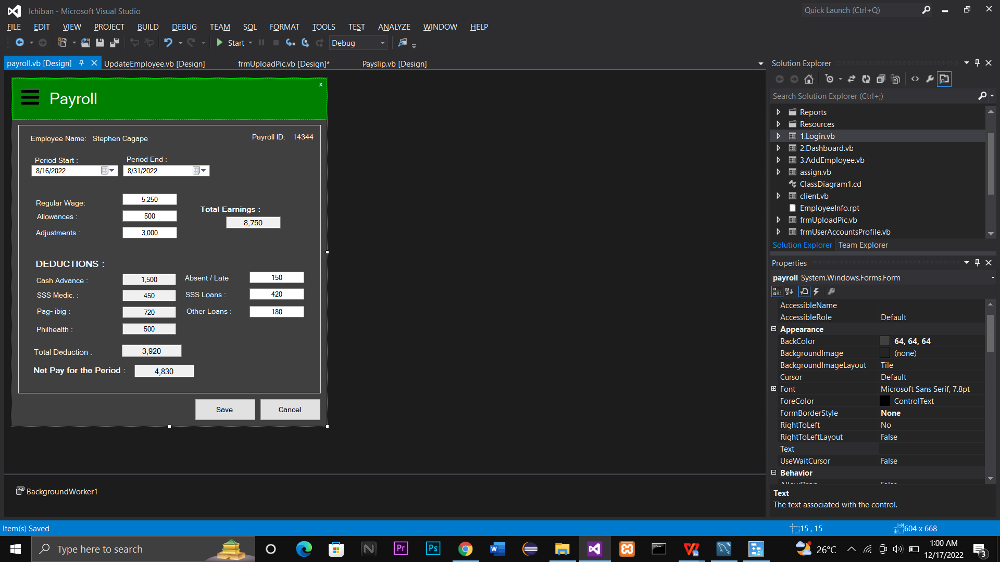 Ichiban - Microsoft Visual Studio
Quick Launch (Ctrl+Q)
FILE EDIT VIEW PROJECT BUILD DEBUG TEAM SQL FORMAT TOOLS TEST ANALYZE WINDOW HELP
Start Debug
payroll.vb [Design] UpdateEmployee.vb [Design] frmUploadPic.vb [Design]* Payslip.vb [Design]
x
Payroll
Employee Name: Stephen Cagape Payroll ID: 14344
Period Start : Period End :
8/16/2022 8/31/2022
Regular Wage: 5,250
Total Earnings :
Allowances : 500
8,750
Adjustments : 3,000
DEDUCTIONS :
Cash Advance : 1,500 Absent / Late 150
SSS Medic. : 450 SSS Loans : 420
Pag- ibig : 720 Other Loans : 180
Philhealth : 500
Total Deduction : 3,920
Net Pay for the Period : 4,830
Save Cancel
BackgroundWorker1
Solution Explorer
Search Solution Explorer (Ctrl+;)
Reports
Resources
1.Login.vb
2.Dashboard.vb
3.AddEmployee.vb
assign.vb
ClassDiagram1.cd
client.vb
EmployeeInfo.rpt
frmUploadPic.vb
frmUserAccountsProfile.vb
Solution Explorer Team Explorer
Properties
payroll System.Windows.Forms.Form
AccessibleName
AccessibleRole Default
Appearance
BackColor 64, 64, 64
BackgroundImage (none)
BackgroundImageLayout Tile
Cursor Default
Font Microsoft Sans Serif, 7.8pt
ForeColor ControlText
FormBorderStyle None
RightToLeft No
RightToLeftLayout False
Text
UseWaitCursor False
Behavior
AllowDrop False
Text
The text associated with the control.
Item(s) Saved 15 , 15 604 x 668
Type here to search
Pr Ps
26°C
1:00 AM
12/17/2022
3